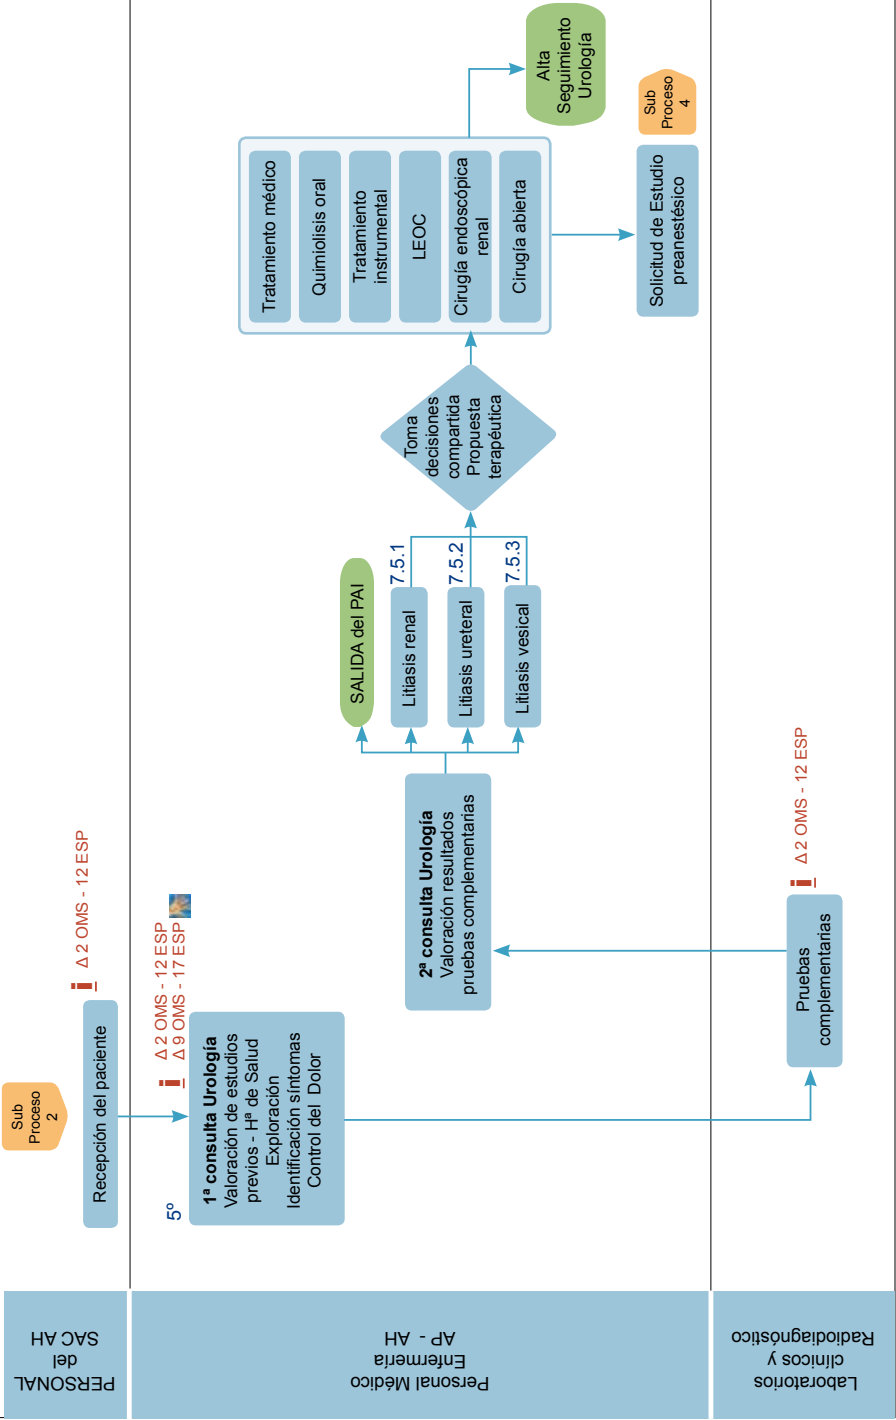 PERSONAL
del
SAC AH
Sub
Proceso
2
Recepción del paciente
i Δ 2 OMS - 12 ESP
Personal Médico
Enfermería
AP - AH
5º
i Δ 2 OMS - 12 ESP
Δ 9 OMS - 17 ESP
1ª consulta Urología
Valoración de estudios
previos - Hª de Salud
Exploración
Identificación síntomas
Control del Dolor
2ª consulta Urología
Valoración resultados
pruebas complementarias
SALIDA del PAI
Litiasis renal
7.5.1
Litiasis ureteral
7.5.2
Litiasis vesical
7.5.3
Toma
decisiones
compartida
Propuesta
terapéutica
Tratamiento médico
Quimiolisis oral
Tratamiento
instrumental
LEOC
Cirugía endoscópica
renal
Cirugía abierta
Alta
Seguimiento
Urología
Solicitud de Estudio
preanestésico
Sub
Proceso
4
Laboratorios
clínicos y
Radiodiagnóstico
Pruebas
complementarias
i Δ 2 OMS - 12 ESP